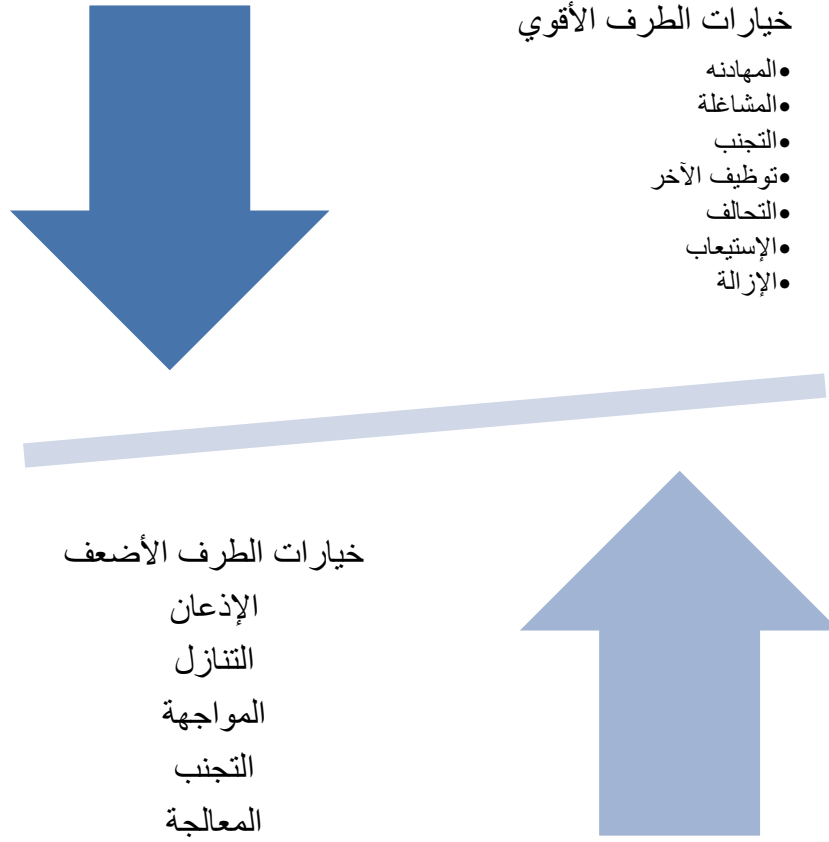 خيارات الطرف الأقوي
•المهادنه
•المشاغلة
•التجنب
•توظيف الآخر
•التحالف
•الإستيعاب
•الإزالة
خيارات الطرف الأضعف
الإذعان
التنازل
المواجهة
التجنب
المعالجة